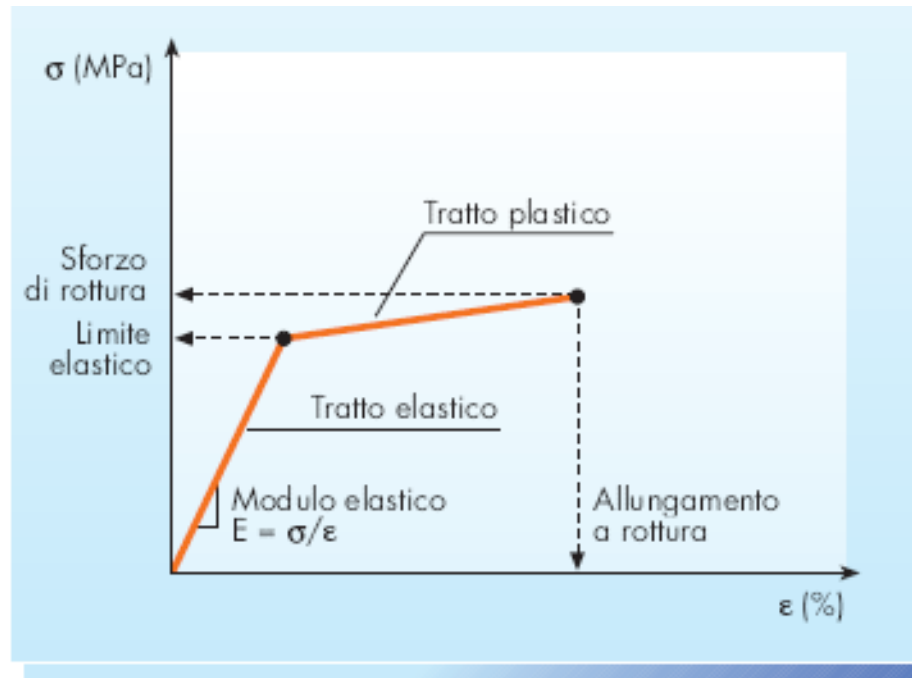 σ (MPa)
Tratto plastico
Sforzo
di rottura
Limite
elastico
Tratto elastico
Modulo elastico
E = σ/ε
Allungamento
a rottura
ε (%)